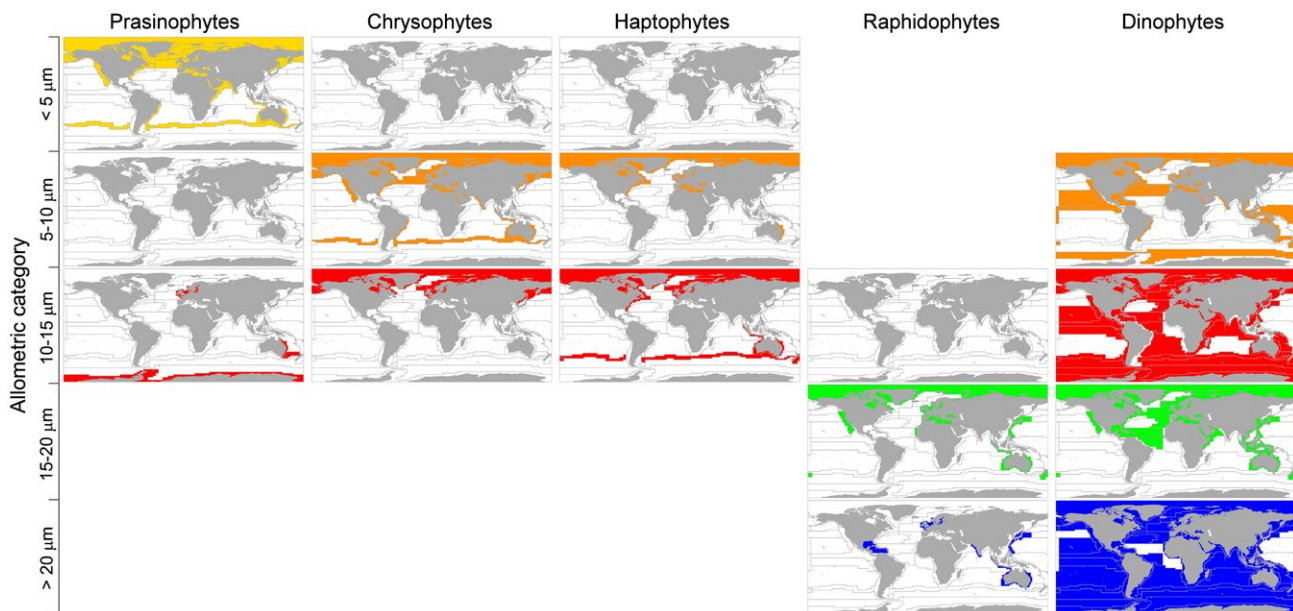 Prasinophytes
Chrysophytes
Haptophytes
Raphidophytes
Dinophytes
Allometric category
< 5 µm
5-10 µm
10-15 µm
15-20 µm
> 20 µm